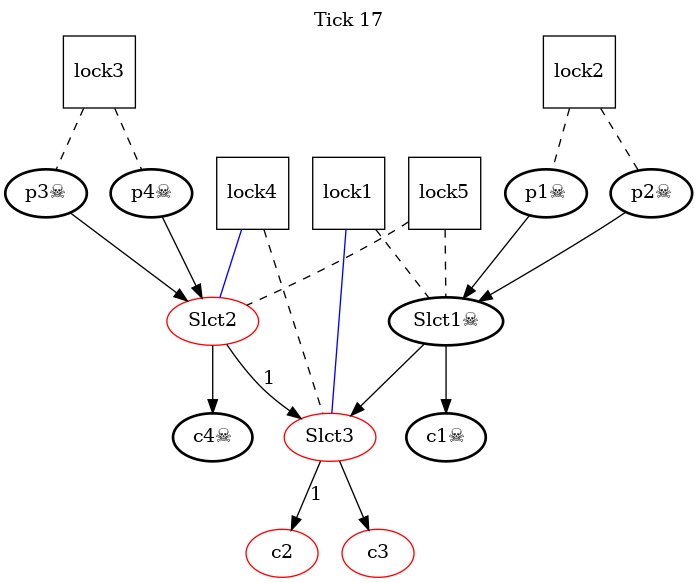 Tick 17
lock3
lock2
p3☠
p4☠
lock4
lock1
lock5
p1☠
p2☠
Slct2
Slct1☠
1
c4☠
Slct3
c1☠
1
c2
c3